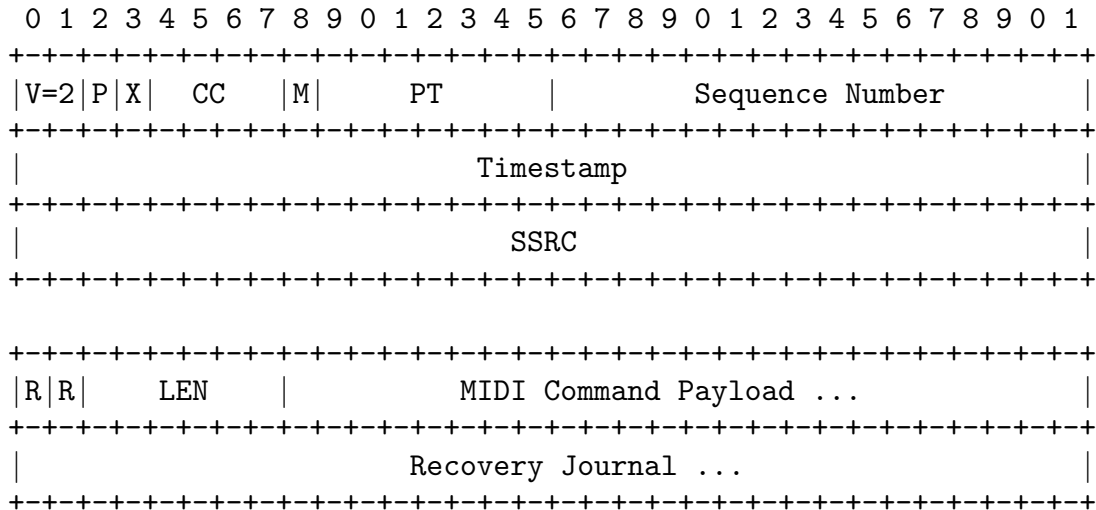 0 1 2 3 4 5 6 7 8 9 0 1 2 3 4 5 6 7 8 9 0 1 2 3 4 5 6 7 8 9 0 1
+-+-+-+-+-+-+-+-+-+-+-+-+-+-+-+-+-+-+-+-+-+-+-+-+-+-+-+-+-+-+-+-+
|V=2|P|X|  CC   |M|     PT      |        Sequence Number        |
+-+-+-+-+-+-+-+-+-+-+-+-+-+-+-+-+-+-+-+-+-+-+-+-+-+-+-+-+-+-+-+-+
|                           Timestamp                           |
+-+-+-+-+-+-+-+-+-+-+-+-+-+-+-+-+-+-+-+-+-+-+-+-+-+-+-+-+-+-+-+-+
|                             SSRC                              |
+-+-+-+-+-+-+-+-+-+-+-+-+-+-+-+-+-+-+-+-+-+-+-+-+-+-+-+-+-+-+-+-+

+-+-+-+-+-+-+-+-+-+-+-+-+-+-+-+-+-+-+-+-+-+-+-+-+-+-+-+-+-+-+-+-+
|R|R|    LEN    |          MIDI Command Payload ...             |
+-+-+-+-+-+-+-+-+-+-+-+-+-+-+-+-+-+-+-+-+-+-+-+-+-+-+-+-+-+-+-+-+
|                       Recovery Journal ...                    |
+-+-+-+-+-+-+-+-+-+-+-+-+-+-+-+-+-+-+-+-+-+-+-+-+-+-+-+-+-+-+-+-+